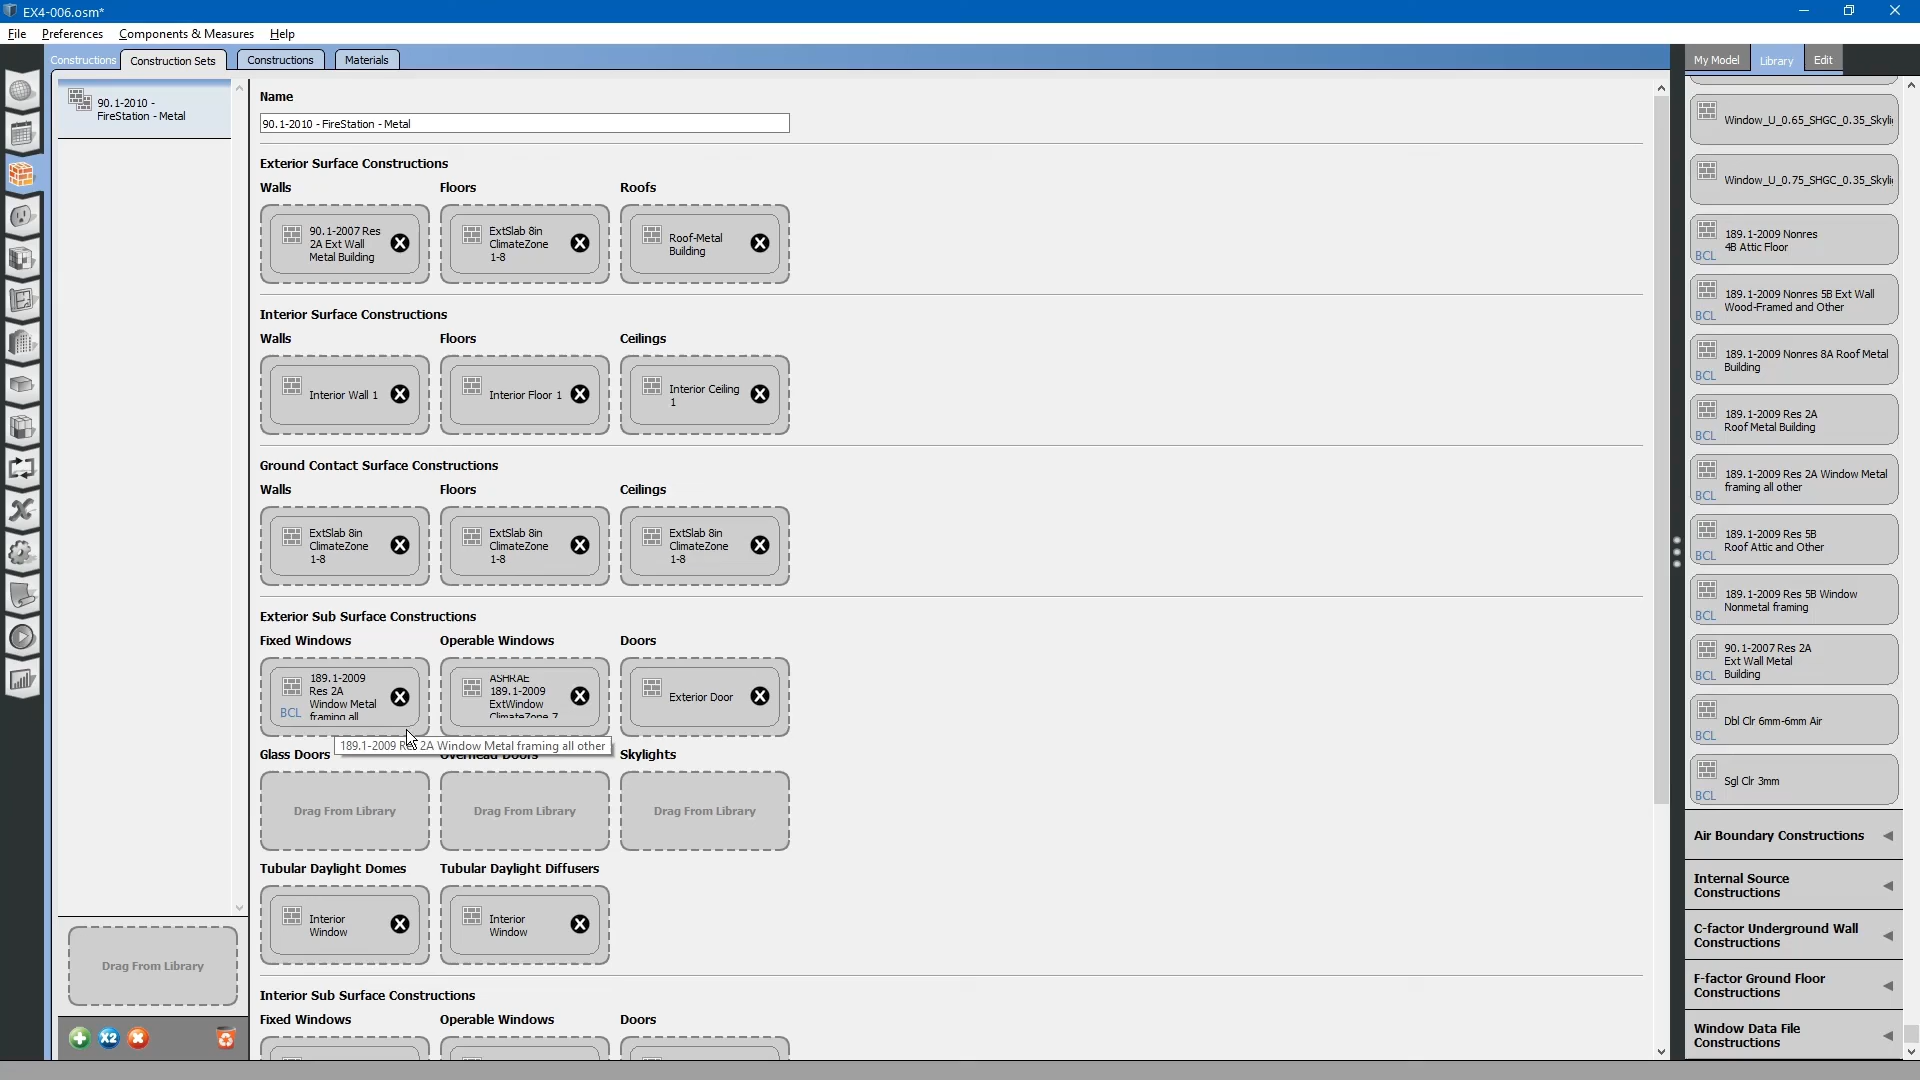 EX4-006.osm*
File Preferences Components & Measures Help
Constructions Construction Sets Constructions Materials
My Model Library Edit
90.1-2010 -
FireStation - Metal
Drag From Library
X2
Name
90.1-2010 - FireStation - Metal
Exterior Surface Constructions
Walls Floors Roofs
90.1-2007 Res
2A Ext Wall
Metal Building
ExtSlab 8in
ClimateZone
1-8
Roof-Metal
Building
Interior Surface Constructions
Walls Floors Ceilings
Interior Wall 1
Interior Floor 1
Interior Ceiling
1
Ground Contact Surface Constructions
Walls Floors Ceilings
ExtSlab 8in
ClimateZone
1-8
ExtSlab 8in
ClimateZone
1-8
ExtSlab 8in
ClimateZone
1-8
Exterior Sub Surface Constructions
Fixed Windows Operable Windows Doors
189.1-2009
Res 2A
Window Metal
framing all
BCL
ASHRAE
189.1-2009
ExtWindow
ClimateZone 7
Exterior Door
189.1-2009 Res 2A Window Metal framing all other
Glass Doors Overhead Doors Skylights
Drag From Library Drag From Library Drag From Library
Tubular Daylight Domes Tubular Daylight Diffusers
Interior
Window
Interior
Window
Interior Sub Surface Constructions
Fixed Windows Operable Windows Doors
Window_U_0.65_SHGC_0.35_Skyli
Window_U_0.75_SHGC_0.35_Skyli
189.1-2009 Nonres
4B Attic Floor
BCL
189.1-2009 Nonres 5B Ext Wall
Wood-Framed and Other
BCL
189.1-2009 Nonres 8A Roof Metal
Building
BCL
189.1-2009 Res 2A
Roof Metal Building
BCL
189.1-2009 Res 2A Window Metal
framing all other
BCL
189.1-2009 Res 5B
Roof Attic and Other
BCL
189.1-2009 Res 5B Window
Nonmetal framing
BCL
90.1-2007 Res 2A
Ext Wall Metal
Building
BCL
Dbl Clr 6mm-6mm Air
BCL
Sgl Clr 3mm
BCL
Air Boundary Constructions
Internal Source
Constructions
C-factor Underground Wall
Constructions
F-factor Ground Floor
Constructions
Window Data File
Constructions